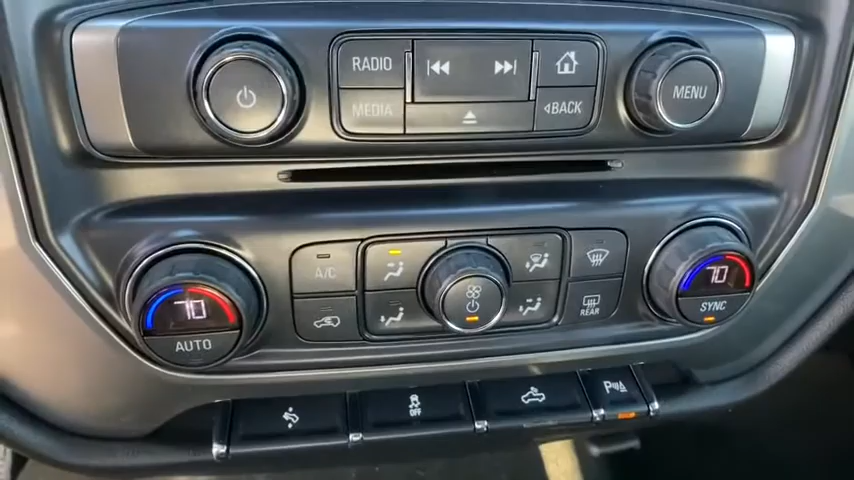 RADIO
MENU
MEDIA
BACK
A/C
70
70
SYNC
AUTO
REAR
OFF
P